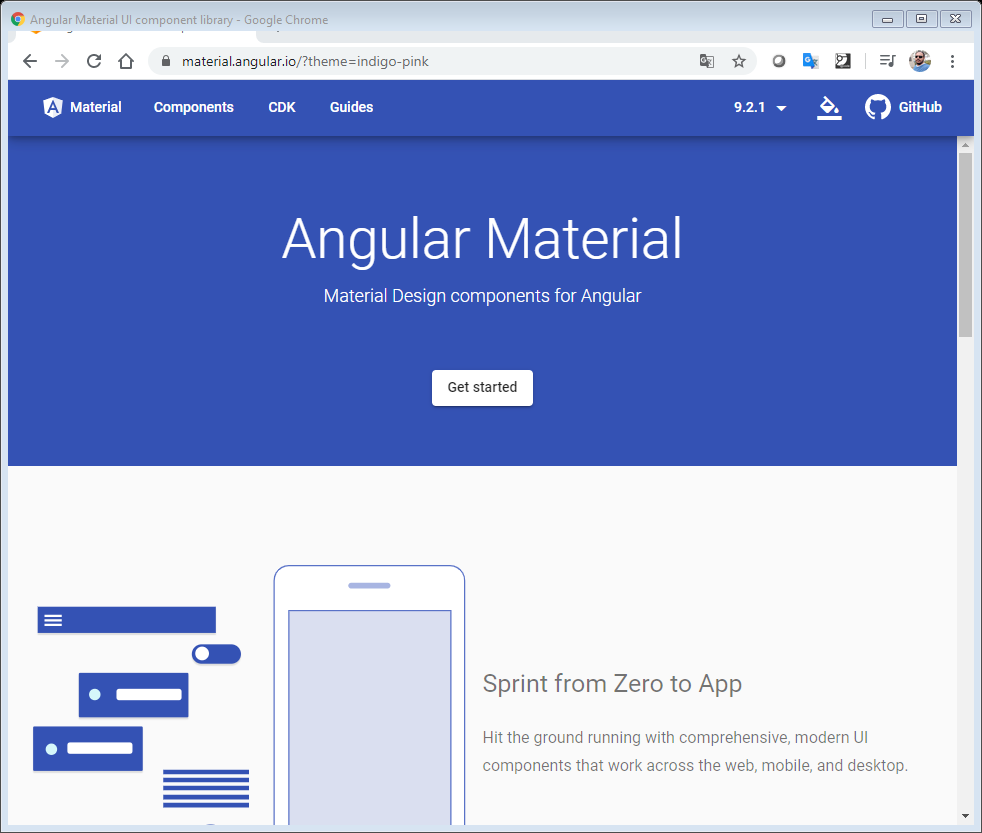 Angular Material UI component library - Google Chrome
material.angular.io/?theme=indigo-pink
Material Components CDK Guides 9.2.1 GitHub
Angular Material
Material Design components for Angular
Get started
Sprint from Zero to App
Hit the ground running with comprehensive, modern UI
components that work across the web, mobile, and desktop.